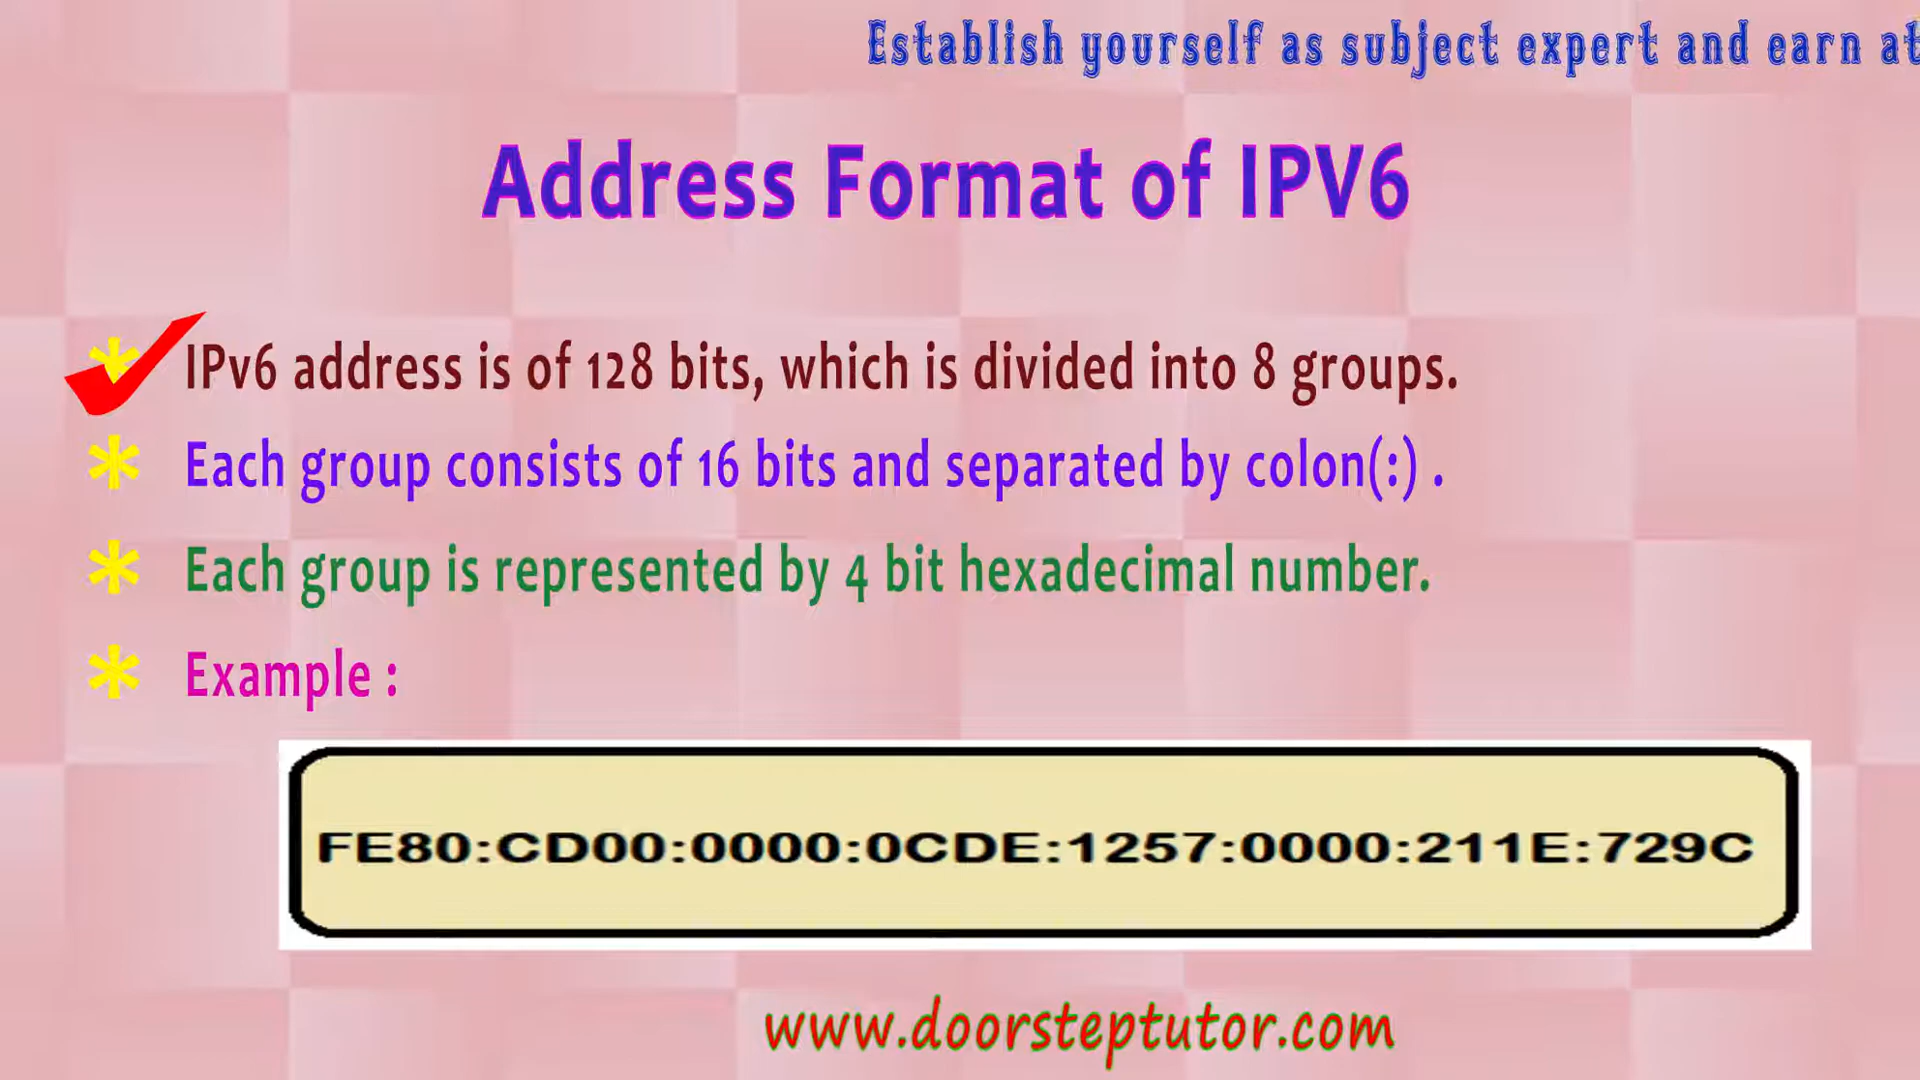 Establish yourself as subject expert and earn at
Address Format of IPV6
IPv6 address is of 128 bits, which is divided into 8 groups.
Each group consists of 16 bits and separated by colon(:) .
Each group is represented by 4 bit hexadecimal number.
Example :
FE80:CD00:0000:0CDE:1257:0000:211E:729C
www.doorsteptutor.com